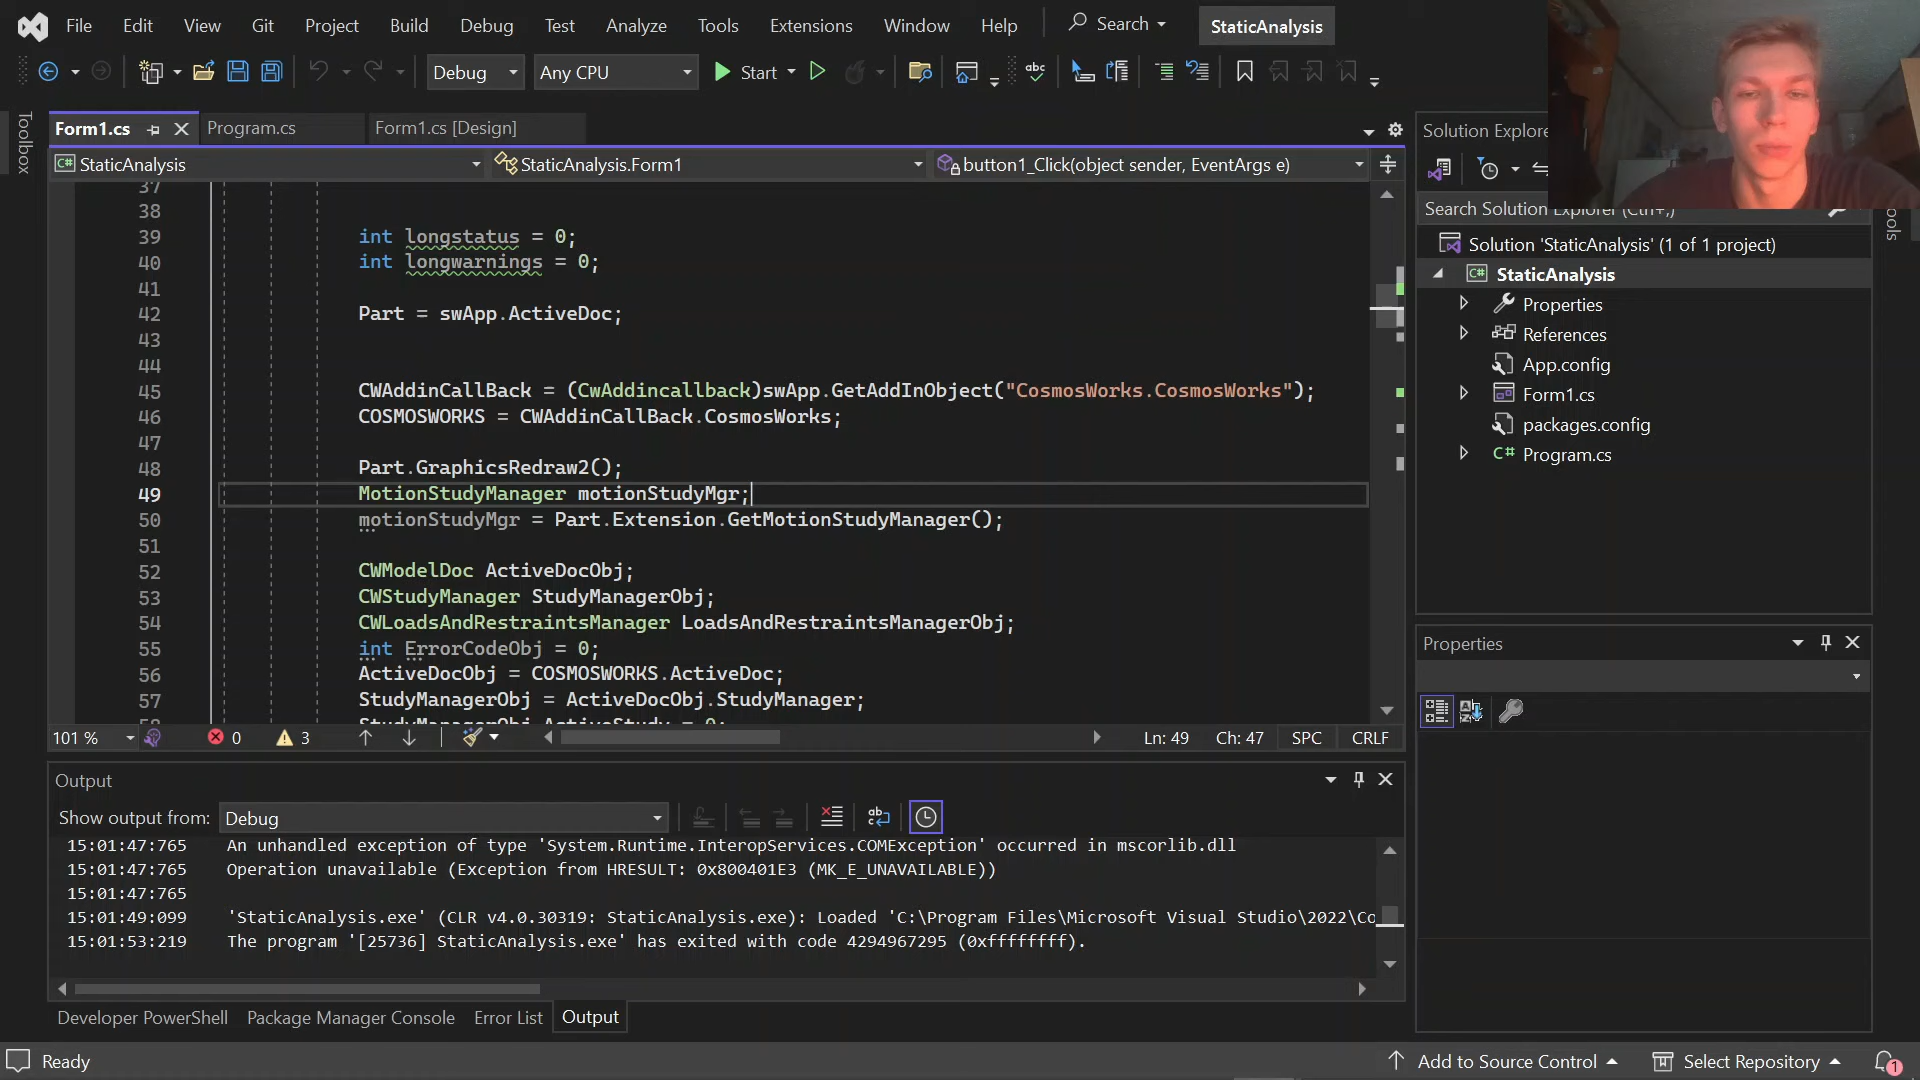 File Edit View Git Project Build Debug Test Analyze Tools Extensions Window Help Search StaticAnalysis
Debug Any CPU Start abc
Toolbox
Form1.cs Program.cs Form1.cs [Design]
StaticAnalysis StaticAnalysis.Form1 button1_Click(object sender, EventArgs e)
37
38
39 int longstatus = 0;
40 int longwarnings = 0;
41
42 Part = swApp.ActiveDoc;
43
44
45 CWAddinCallBack = (CwAddincallback)swApp.GetAddInObject("CosmosWorks.CosmosWorks");
46 COSMOSWORKS = CWAddinCallBack.CosmosWorks;
47
48 Part.GraphicsRedraw2();
49 MotionStudyManager motionStudyMgr;
50 motionStudyMgr = Part.Extension.GetMotionStudyManager();
51
52 CWModelDoc ActiveDocObj;
53 CWStudyManager StudyManagerObj;
54 CWLoadsAndRestraintsManager LoadsAndRestraintsManagerObj;
55 int ErrorCodeObj = 0;
56 ActiveDocObj = COSMOSWORKS.ActiveDoc;
57 StudyManagerObj = ActiveDocObj.StudyManager;
101 % 0 3 Ln: 49 Ch: 47 SPC CRLF
Output
Show output from: Debug
15:01:47:765 An unhandled exception of type 'System.Runtime.InteropServices.COMException' occurred in mscorlib.dll
15:01:47:765 Operation unavailable (Exception from HRESULT: 0x800401E3 (MK_E_UNAVAILABLE))
15:01:47:765
15:01:49:099 'StaticAnalysis.exe' (CLR v4.0.30319: StaticAnalysis.exe): Loaded 'C:\Program Files\Microsoft Visual Studio\2022\Co
15:01:53:219 The program '[25736] StaticAnalysis.exe' has exited with code 4294967295 (0xffffffff).
Developer PowerShell Package Manager Console Error List Output
Solution Explore
Search Solution Explorer (Ctrl+;)
Solution 'StaticAnalysis' (1 of 1 project)
C# StaticAnalysis
Properties
References
App.config
Form1.cs
packages.config
C# Program.cs
Properties
Ready Add to Source Control Select Repository 1